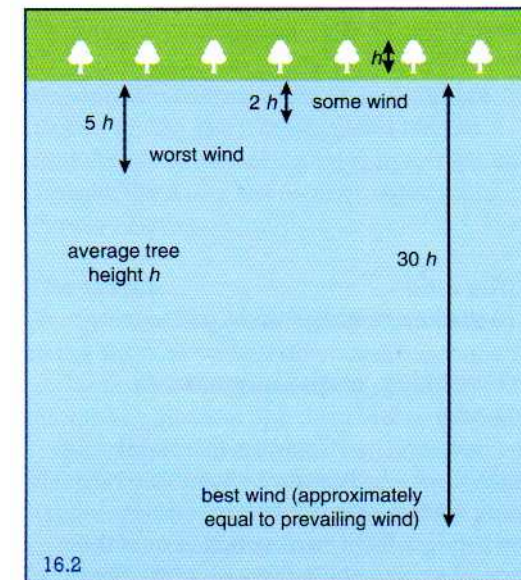 h
5 h
2 h
some wind
worst wind
average tree
height h
30 h
best wind (approximately
equal to prevailing wind)
16.2